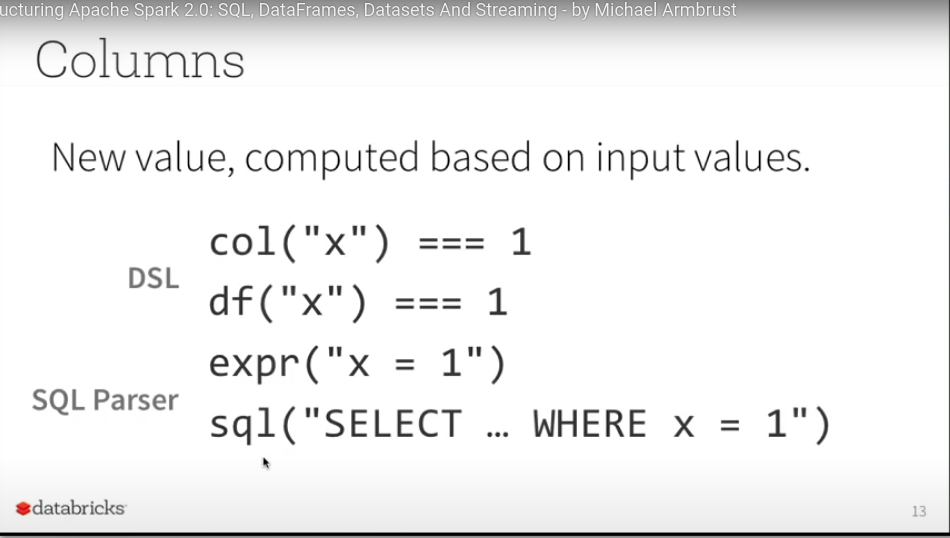 ucturing Apache Spark 2.0: SQL, DataFrames, Datasets And Streaming - by Michael Armbrust
Columns
New value, computed based on input values.
DSL
col("x") === 1
df("x") === 1
SQL Parser
expr("x = 1")
sql("SELECT … WHERE x = 1")
databricks
13